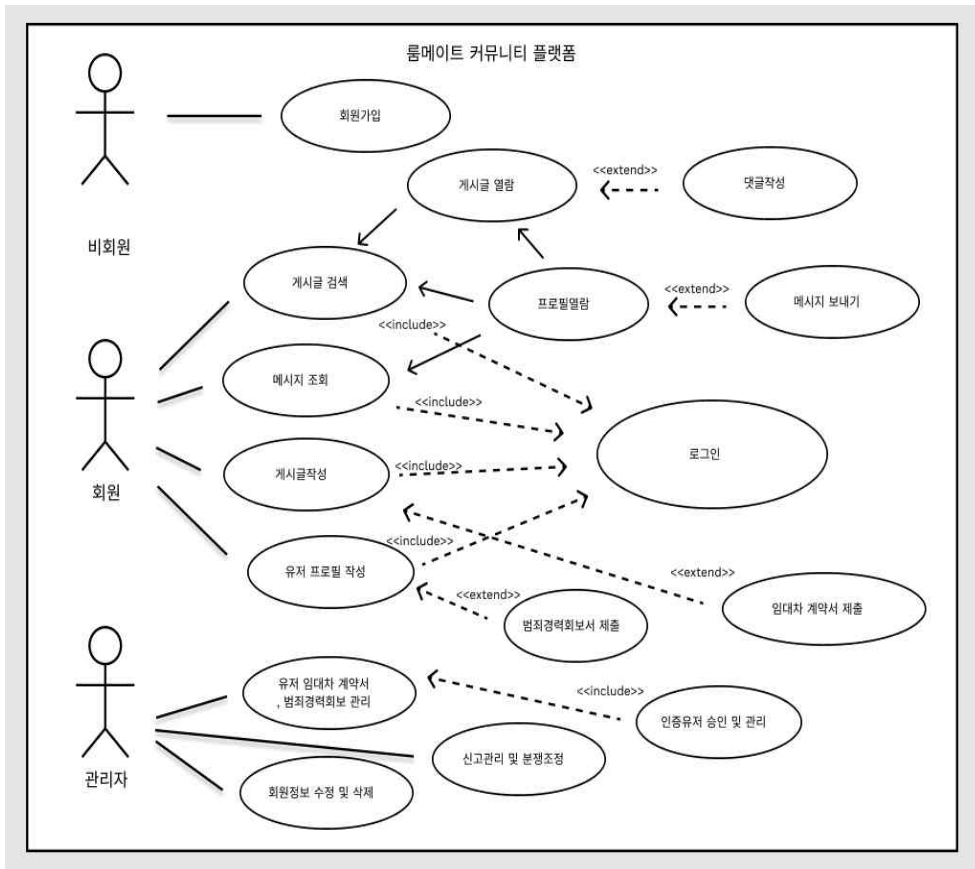 룸메이트 커뮤니티 플랫폼
회원가입
게시글 열람
<<extend>>
댓글작성
비회원
게시글 검색
프로필열람
<<extend>>
메시지 보내기
<<include>>
메시지 조회
<<include>>
로그인
게시글작성
<<include>>
회원
<<include>>
유저 프로필 작성
<<extend>>
<<extend>>
범죄경력회보서 제출
임대차 계약서 제출
유저 임대차 계약서
, 범죄경력회보 관리
<<include>>
인증유저 승인 및 관리
신고관리 및 분쟁조정
관리자
회원정보 수정 및 삭제